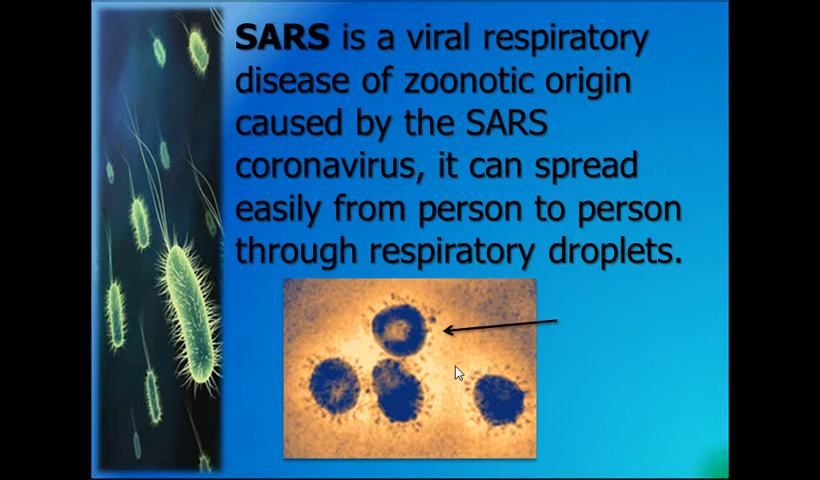 SARS is a viral respiratory
disease of zoonotic origin
caused by the SARS
coronavirus, it can spread
easily from person to person
through respiratory droplets.